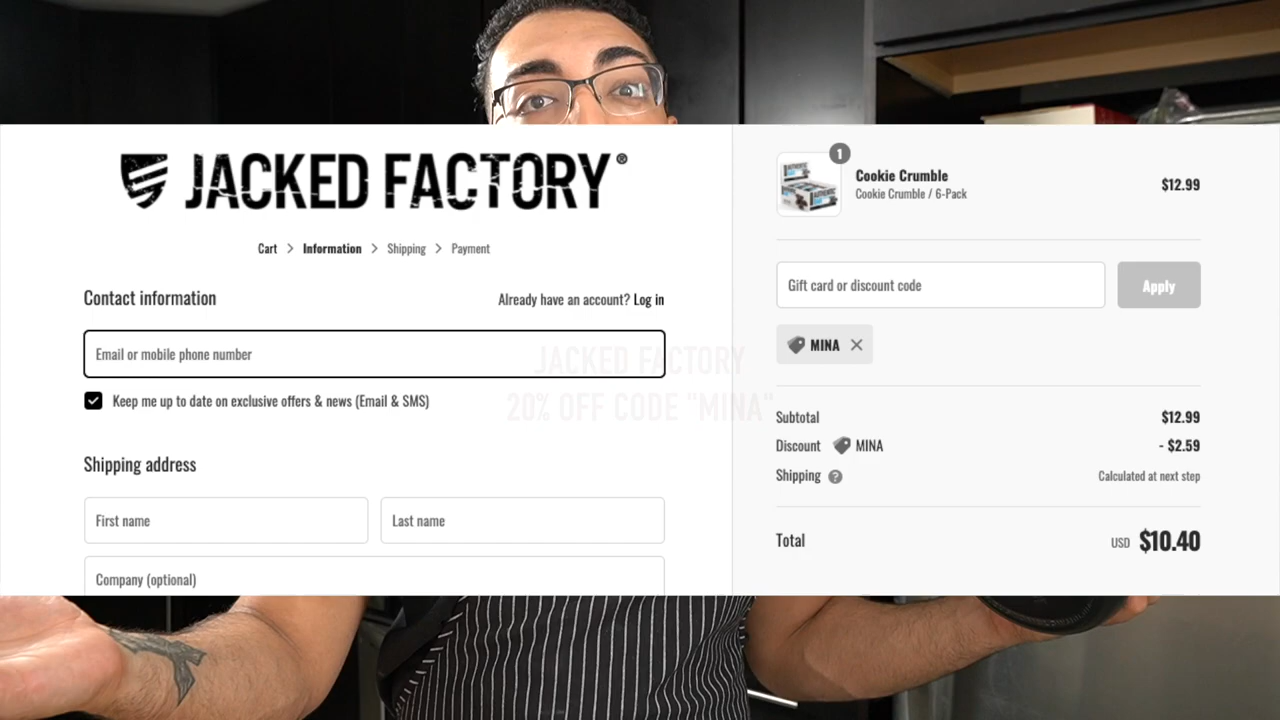 JACKED FACTORY®
Cart > Information > Shipping > Payment
Contact information
Already have an account? Log in
Email or mobile phone number
Keep me up to date on exclusive offers & news (Email & SMS)
Shipping address
First name
Last name
Company (optional)
JACKED FACTORY
20% OFF CODE "MINA"
1
Cookie Crumble
Cookie Crumble / 6-Pack
$12.99
Gift card or discount code
Apply
MINA
Subtotal
$12.99
Discount MINA
- $2.59
Shipping ?
Calculated at next step
Total
USD $10.40